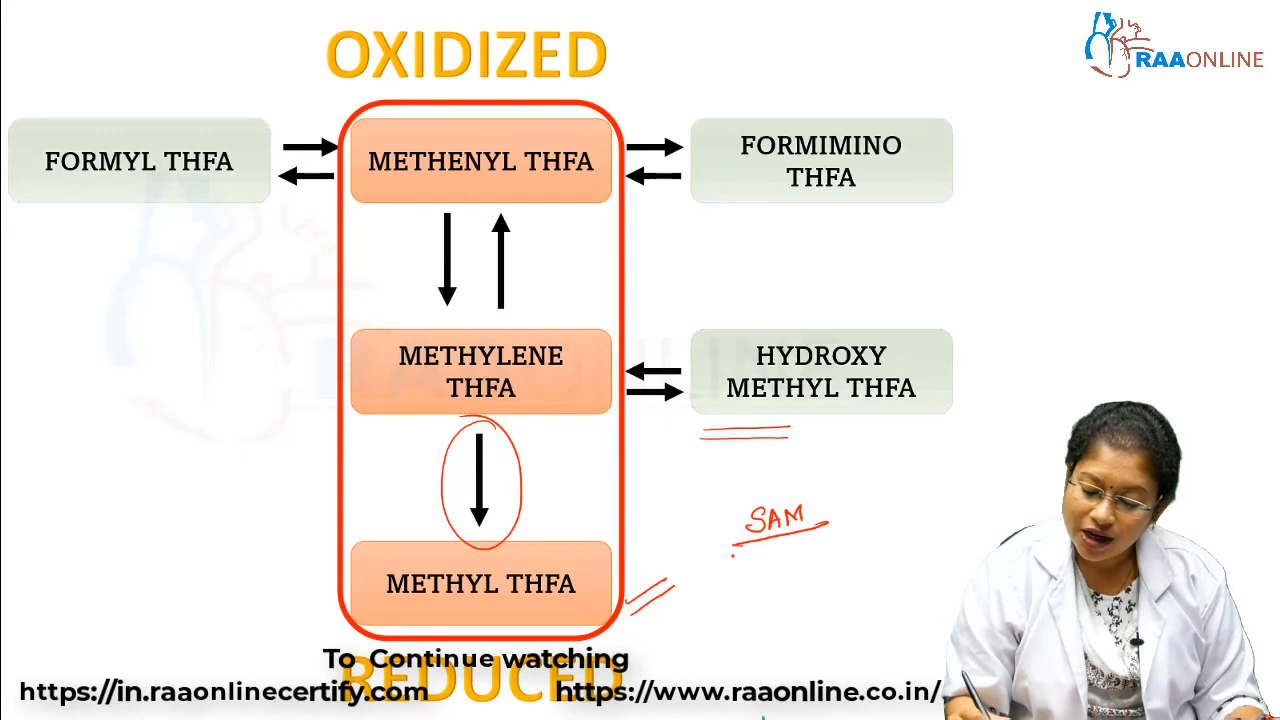 OXIDIZED
RAAONLINE
FORMYL THFA
METHENYL THFA
FORMIMINO
THFA
METHYLENE
THFA
HYDROXY
METHYL THFA
SAM
METHYL THFA
To Continue watching
REDUCED
https://in.raaonlinecertify.com
https://www.raaonline.co.in/